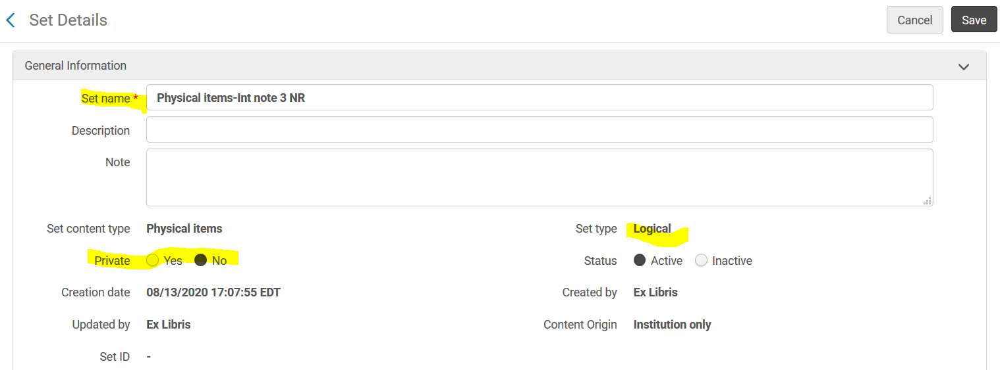 Set Details
Cancel
Save
General Information
Set name *
Physical items-Int note 3 NR
Description
Note
Set content type Physical items
Set type Logical
Private Yes No
Status Active Inactive
Creation date 08/13/2020 17:07:55 EDT
Created by Ex Libris
Updated by Ex Libris
Content Origin Institution only
Set ID -